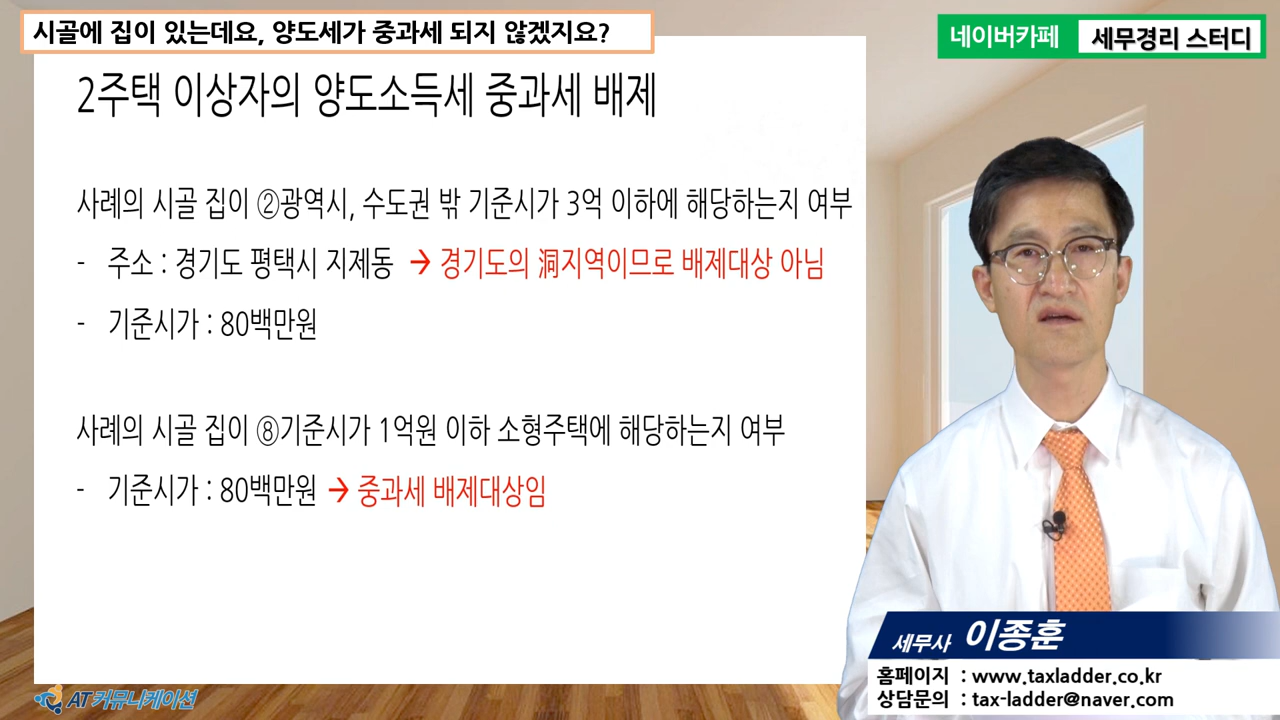 시골에 집이 있는데요, 양도세가 중과세 되지 않겠지요?
네이버카페 세무경리 스터디
2주택 이상자의 양도소득세 중과세 배제
사례의 시골 집이 ②광역시, 수도권 밖 기준시가 3억 이하에 해당하는지 여부
- 주소 : 경기도 평택시 지제동 → 경기도의 洞지역이므로 배제대상 아님
- 기준시가 : 80백만원
사례의 시골 집이 ⑧기준시가 1억원 이하 소형주택에 해당하는지 여부
- 기준시가 : 80백만원 → 중과세 배제대상임
세무사 이종훈
홈페이지 : www.taxladder.co.kr
상담문의 : tax-ladder@naver.com
AT커뮤니케이션